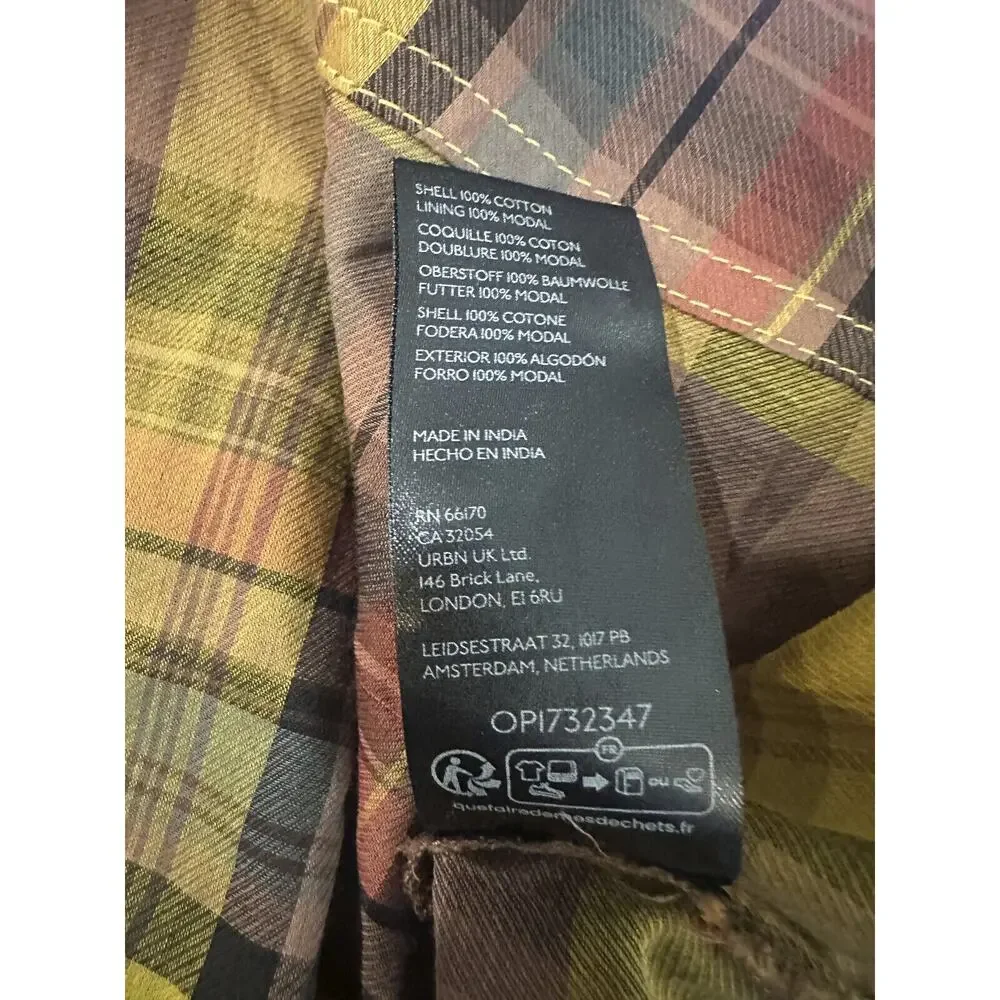 SHELL 100% COTTON
LINING 100% MODAL
COQUILLE 100% COTON
DOUBLURE 100% MODAL
OBERSTOFF 100% BAUMWOLLE
FUTTER 100% MODAL
SHELL 100% COTONE
FODERA 100% MODAL
EXTERIOR 100% ALGODÓN
FORRO 100% MODAL
MADE IN INDIA
HECHO EN INDIA
RN 66170
CA 32054
URBN UK Ltd.
146 Brick Lane,
LONDON, E1 6RU
LEIDSESTRAAT 32, 1017 PB
AMSTERDAM, NETHERLANDS
OP1732347
FR
OU
quefairedemesdechets.fr